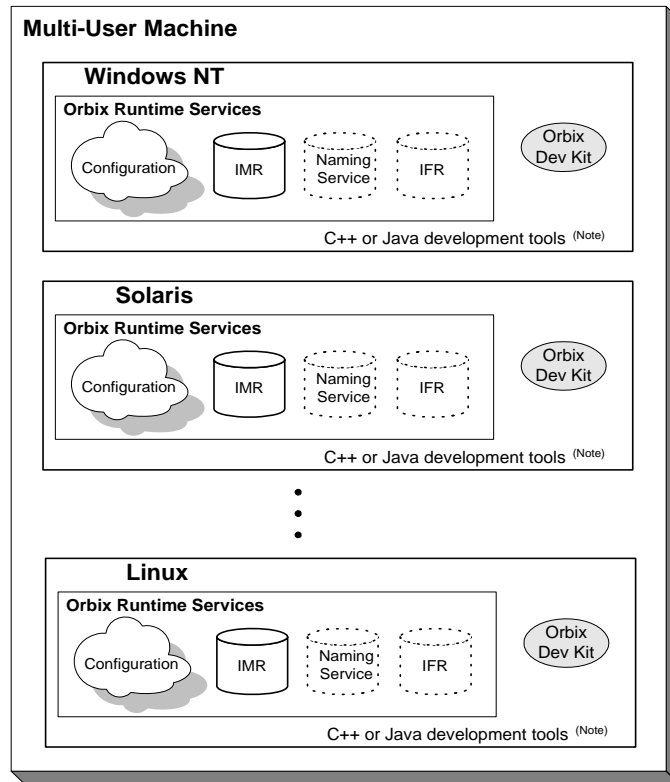 Multi-User Machine
Windows NT
Orbix Runtime Services
Configuration
IMR
Naming
Service
IFR
Orbix
Dev Kit
C++ or Java development tools (Note)
Solaris
Orbix Runtime Services
Configuration
IMR
Naming
Service
IFR
Orbix
Dev Kit
C++ or Java development tools (Note)
Linux
Orbix Runtime Services
Configuration
IMR
Naming
Service
IFR
Orbix
Dev Kit
C++ or Java development tools (Note)